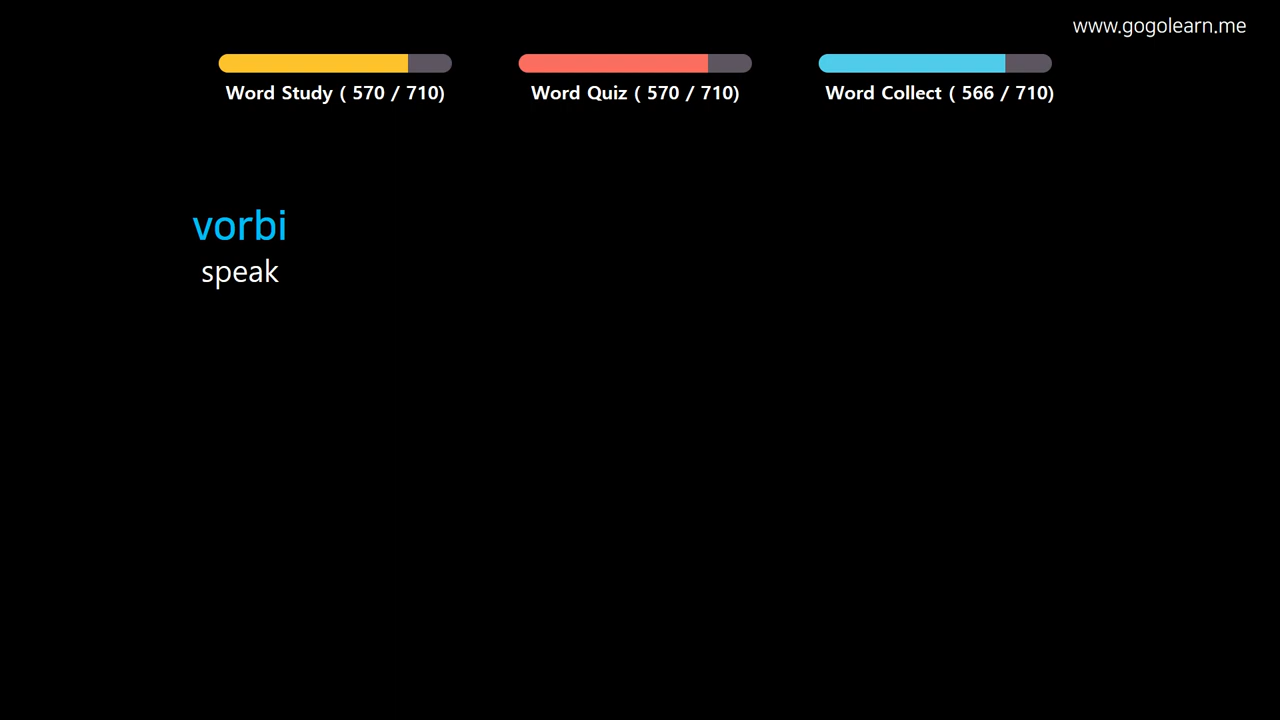 www.gogolearn.me
Word Study ( 570 / 710)
Word Quiz ( 570 / 710)
Word Collect ( 566 / 710)
vorbi
speak